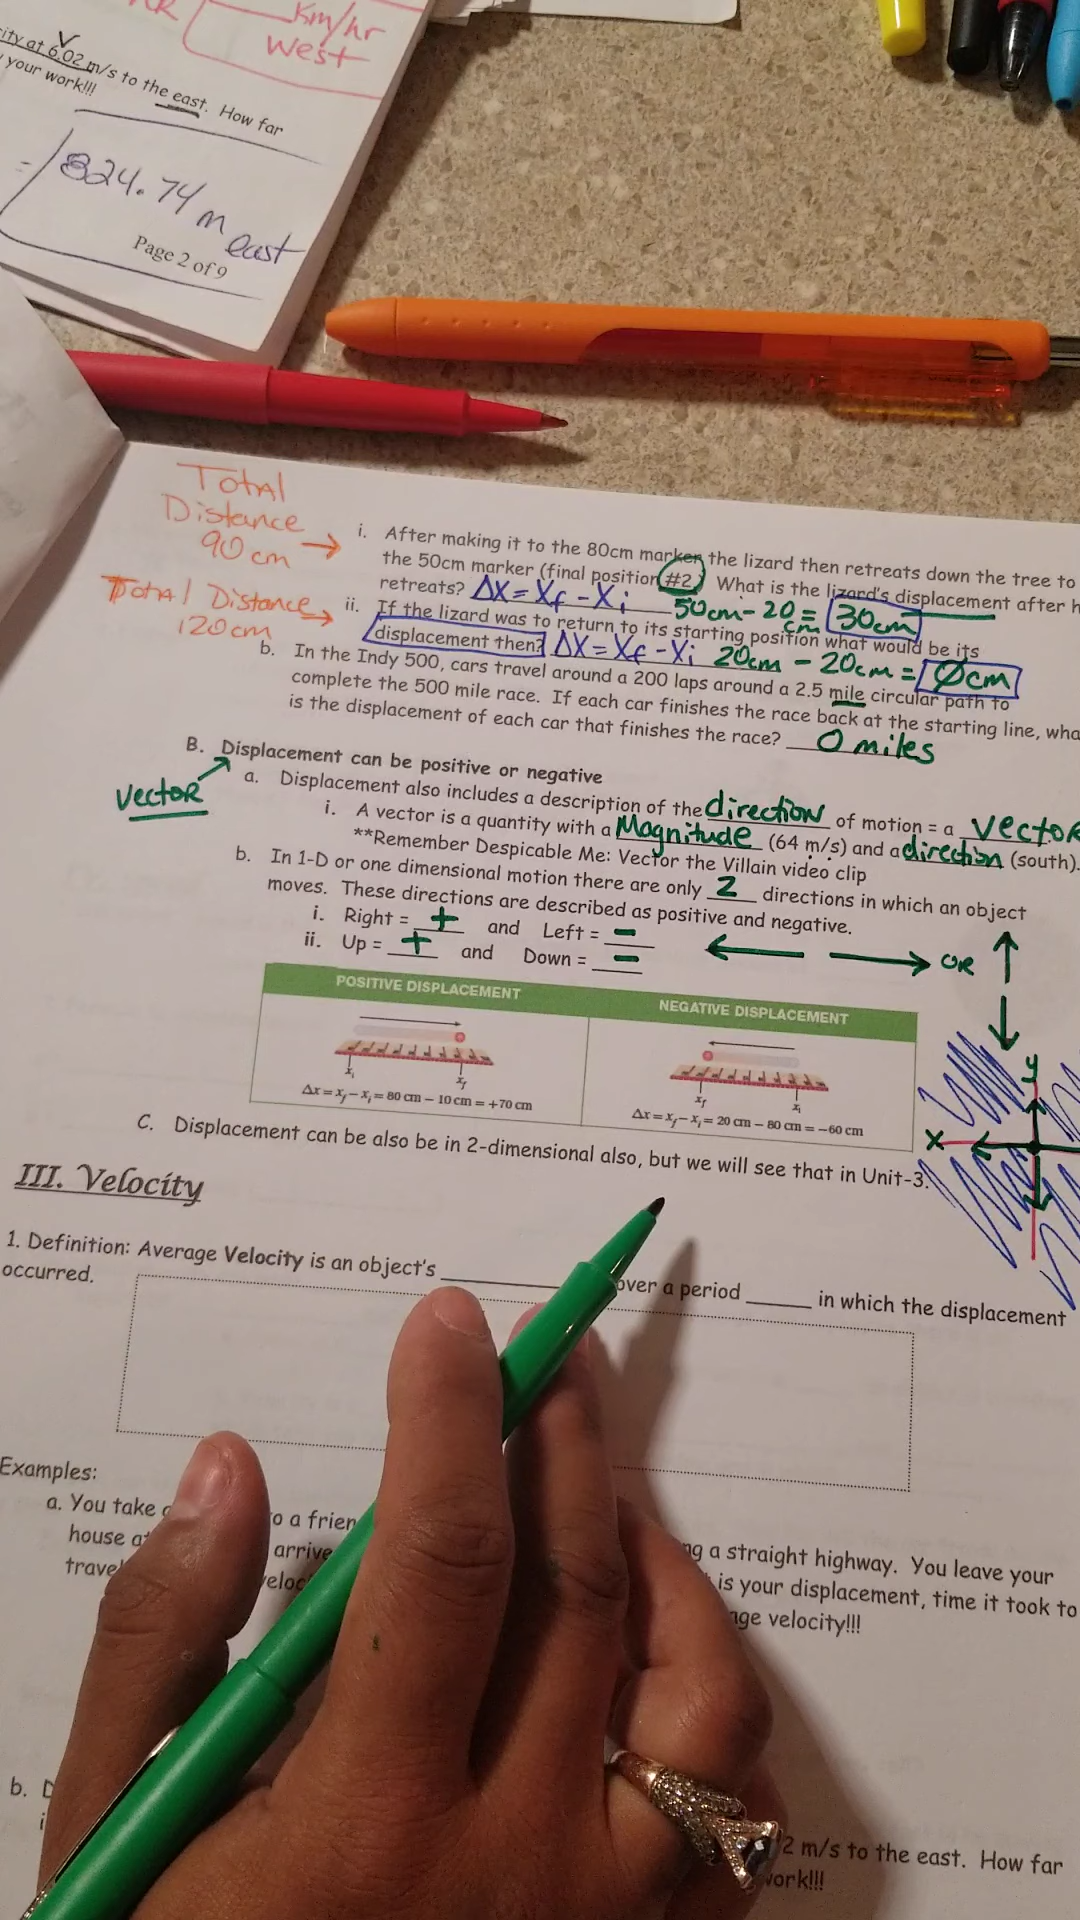 Km/hr
West
ity at 6.02 m/s to the east. How far
your work!!!
= 824.74 m east
Page 2 of 9
Total
Distance
90 cm →
i. After making it to the 80cm marker the lizard then retreats down the tree to
the 50cm marker (final position #2) What is the lizard's displacement after h
retreats? ΔX = Xf - Xi 50cm - 20cm = 30cm
Total Distance →
120cm
ii. If the lizard was to return to its starting position what would be its
displacement then? ΔX = Xf - Xi 20cm - 20cm = 0cm
b. In the Indy 500, cars travel around a 200 laps around a 2.5 mile circular path to
complete the 500 mile race. If each car finishes the race back at the starting line, wha
is the displacement of each car that finishes the race? 0 miles
B. Displacement can be positive or negative
vector
a. Displacement also includes a description of the direction of motion = a vector
i. A vector is a quantity with a Magnitude (64 m/s) and a direction (south).
**Remember Despicable Me: Vector the Villain video clip
b. In 1-D or one dimensional motion there are only 2 directions in which an object
moves. These directions are described as positive and negative.
i. Right = + and Left = -
ii. Up = + and Down = -
← → OR ↑ ↓
POSITIVE DISPLACEMENT NEGATIVE DISPLACEMENT
xi xf xf xi
Δx = xf - xi = 80 cm - 10 cm = +70 cm
Δx = xf - xi = 20 cm - 80 cm = -60 cm
y
x
C. Displacement can be also be in 2-dimensional also, but we will see that in Unit-3.
III. Velocity
1. Definition: Average Velocity is an object's ______ over a period ______ in which the displacement
occurred.
Examples:
a. You take o a frien ng a straight highway. You leave your
house at arrive is your displacement, time it took to
trave veloc age velocity!!!
b.
2 m/s to the east. How far
work!!!